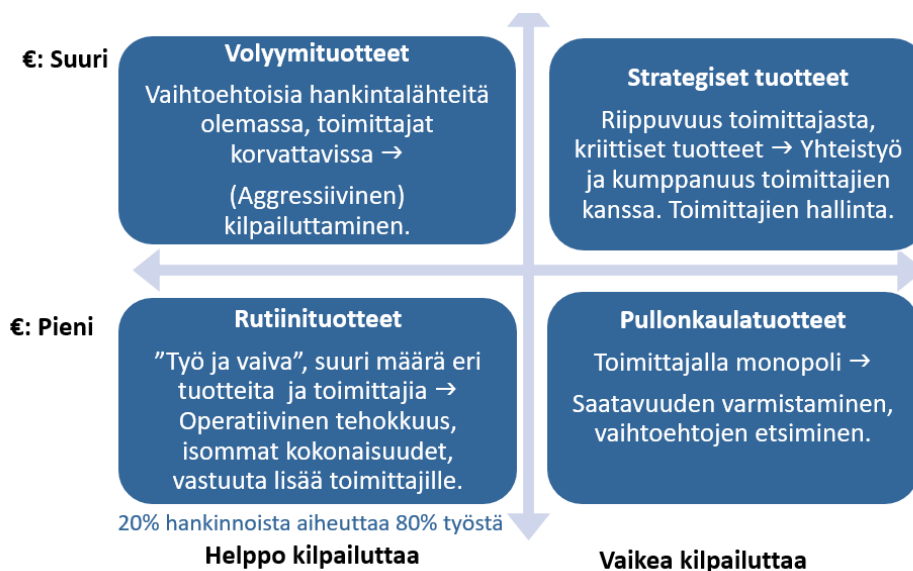 €: Suuri
Volyymituotteet
Vaihtoehtoisia hankintalähteitä
olemassa, toimittajat
korvattavissa →
(Aggressiivinen)
kilpailuttaminen.
Strategiset tuotteet
Riippuvuus toimittajasta,
kriittiset tuotteet → Yhteistyö
ja kumppanuus toimittajien
kanssa. Toimittajien hallinta.
€: Pieni
Rutiinituotteet
”Työ ja vaiva”, suuri määrä eri
tuotteita ja toimittajia →
Operatiivinen tehokkuus,
isommat kokonaisuudet,
vastuuta lisää toimittajille.
Pullonkaulatuotteet
Toimittajalla monopoli →
Saatavuuden varmistaminen,
vaihtoehtojen etsiminen.
20% hankinnoista aiheuttaa 80% työstä
Helppo kilpailuttaa
Vaikea kilpailuttaa